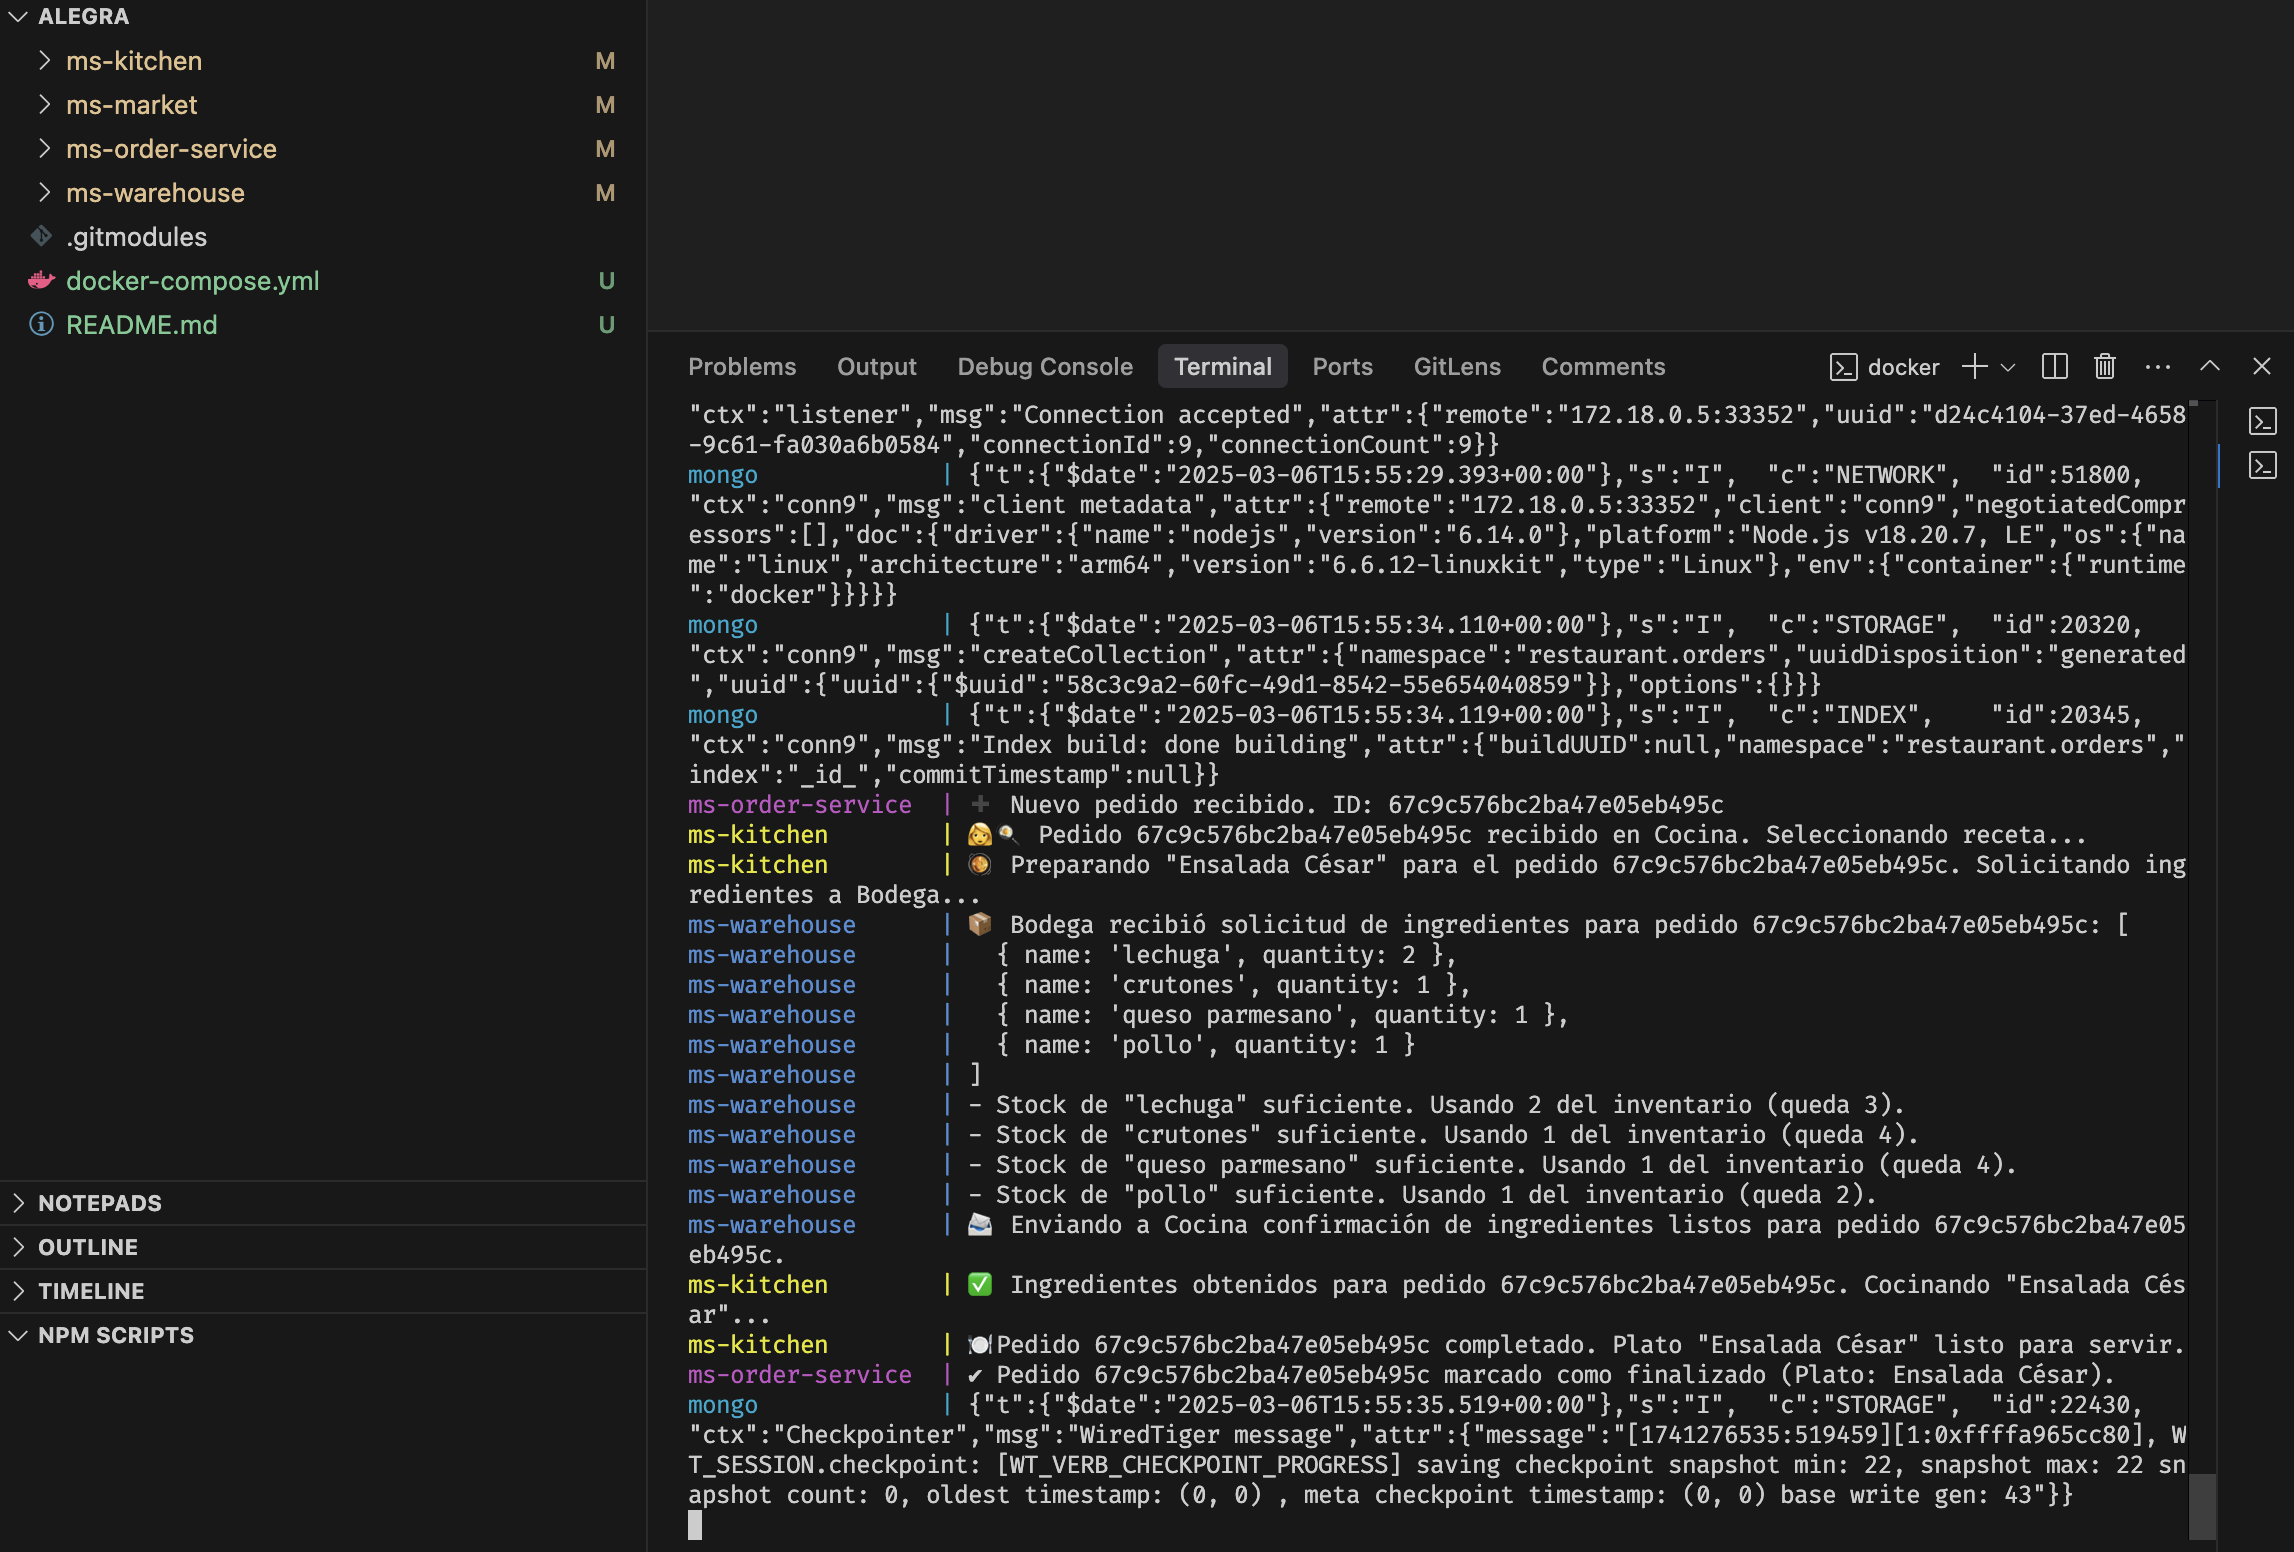 ALEGRA
ms-kitchen M
ms-market M
ms-order-service M
ms-warehouse M
.gitmodules
docker-compose.yml U
README.md U
NOTEPADS
OUTLINE
TIMELINE
NPM SCRIPTS
Problems Output Debug Console Terminal Ports GitLens Comments docker
"ctx":"listener","msg":"Connection accepted","attr":{"remote":"172.18.0.5:33352","uuid":"d24c4104-37ed-4658
-9c61-fa030a6b0584","connectionId":9,"connectionCount":9}}
mongo | {"t":{"$date":"2025-03-06T15:55:29.393+00:00"},"s":"I", "c":"NETWORK", "id":51800,
"ctx":"conn9","msg":"client metadata","attr":{"remote":"172.18.0.5:33352","client":"conn9","negotiatedCompr
essors":[],"doc":{"driver":{"name":"nodejs","version":"6.14.0"},"platform":"Node.js v18.20.7, LE","os":{"na
me":"linux","architecture":"arm64","version":"6.6.12-linuxkit","type":"Linux"},"env":{"container":{"runtime
":"docker"}}}}}
mongo | {"t":{"$date":"2025-03-06T15:55:34.110+00:00"},"s":"I", "c":"STORAGE", "id":20320,
"ctx":"conn9","msg":"createCollection","attr":{"namespace":"restaurant.orders","uuidDisposition":"generated
","uuid":{"uuid":{"$uuid":"58c3c9a2-60fc-49d1-8542-55e654040859"}},"options":{}}}
mongo | {"t":{"$date":"2025-03-06T15:55:34.119+00:00"},"s":"I", "c":"INDEX", "id":20345,
"ctx":"conn9","msg":"Index build: done building","attr":{"buildUUID":null,"namespace":"restaurant.orders","
index":"_id_","commitTimestamp":null}}
ms-order-service | ➕ Nuevo pedido recibido. ID: 67c9c576bc2ba47e05eb495c
ms-kitchen | 👩🍳 Pedido 67c9c576bc2ba47e05eb495c recibido en Cocina. Seleccionando receta...
ms-kitchen | 🥘 Preparando "Ensalada César" para el pedido 67c9c576bc2ba47e05eb495c. Solicitando ing
redientes a Bodega...
ms-warehouse | 📦 Bodega recibió solicitud de ingredientes para pedido 67c9c576bc2ba47e05eb495c: [
ms-warehouse | { name: 'lechuga', quantity: 2 },
ms-warehouse | { name: 'crutones', quantity: 1 },
ms-warehouse | { name: 'queso parmesano', quantity: 1 },
ms-warehouse | { name: 'pollo', quantity: 1 }
ms-warehouse | ]
ms-warehouse | - Stock de "lechuga" suficiente. Usando 2 del inventario (queda 3).
ms-warehouse | - Stock de "crutones" suficiente. Usando 1 del inventario (queda 4).
ms-warehouse | - Stock de "queso parmesano" suficiente. Usando 1 del inventario (queda 4).
ms-warehouse | - Stock de "pollo" suficiente. Usando 1 del inventario (queda 2).
ms-warehouse | 📨 Enviando a Cocina confirmación de ingredientes listos para pedido 67c9c576bc2ba47e05
eb495c.
ms-kitchen | ✅ Ingredientes obtenidos para pedido 67c9c576bc2ba47e05eb495c. Cocinando "Ensalada Cés
ar"...
ms-kitchen | 🍽️Pedido 67c9c576bc2ba47e05eb495c completado. Plato "Ensalada César" listo para servir.
ms-order-service | ✔ Pedido 67c9c576bc2ba47e05eb495c marcado como finalizado (Plato: Ensalada César).
mongo | {"t":{"$date":"2025-03-06T15:55:35.519+00:00"},"s":"I", "c":"STORAGE", "id":22430,
"ctx":"Checkpointer","msg":"WiredTiger message","attr":{"message":"[1741276535:519459][1:0xffffa965cc80], W
T_SESSION.checkpoint: [WT_VERB_CHECKPOINT_PROGRESS] saving checkpoint snapshot min: 22, snapshot max: 22 sn
apshot count: 0, oldest timestamp: (0, 0) , meta checkpoint timestamp: (0, 0) base write gen: 43"}}